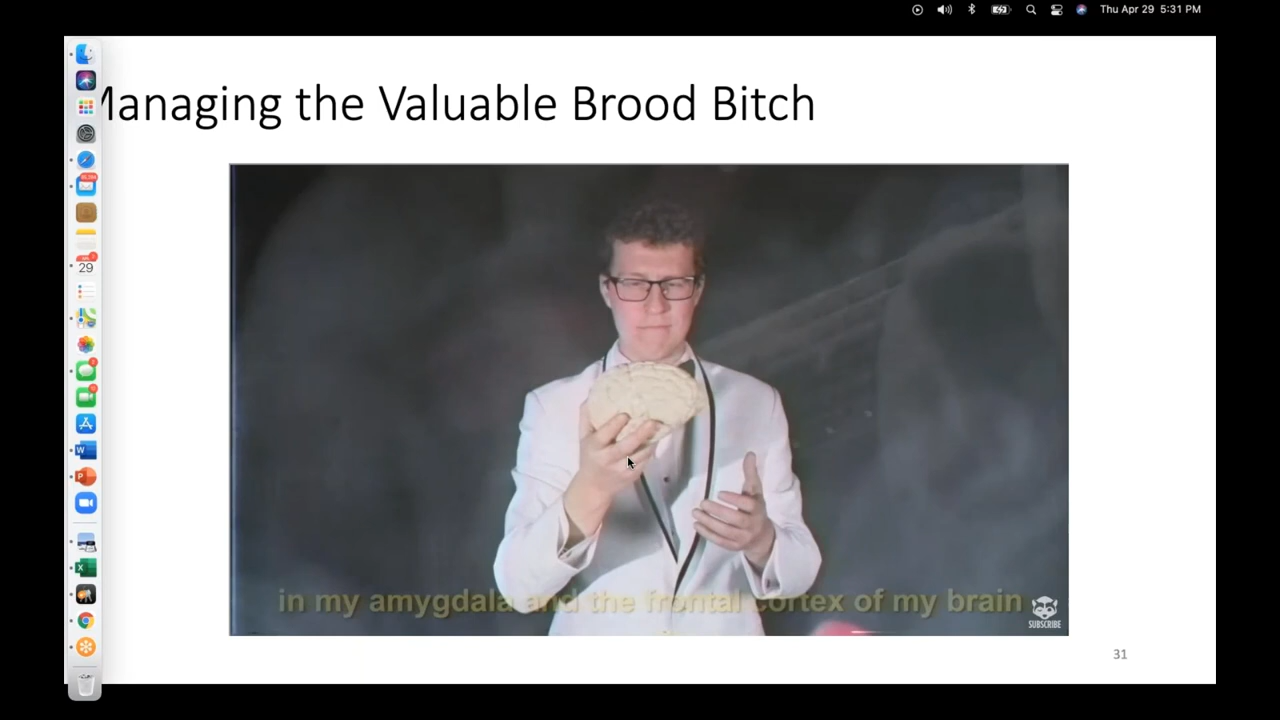 Thu Apr 29 5:31 PM
Managing the Valuable Brood Bitch
29
W
P
X
in my amygdala and the frontal cortex of my brain
SUBSCRIBE
31